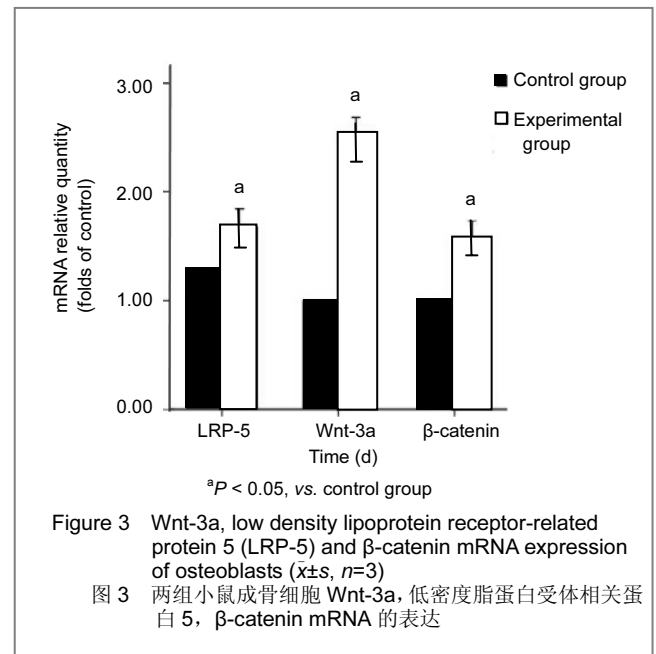 3.00
2.00
1.00
0.00
mRNA relative quantity
(folds of control)
Control group
Experimental
group
a
a
a
LRP-5
Wnt-3a
β-catenin
Time (d)
ᵃP < 0.05, vs. control group
Figure 3 Wnt-3a, low density lipoprotein receptor-related
protein 5 (LRP-5) and β-catenin mRNA expression
of osteoblasts (x̄±s, n=3)
图 3 两组小鼠成骨细胞 Wnt-3a，低密度脂蛋白受体相关蛋
白 5，β-catenin mRNA 的表达